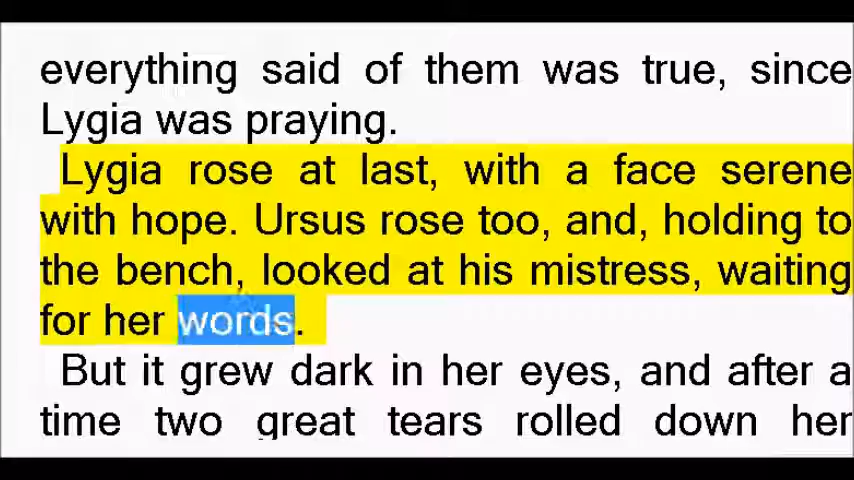 everything said of them was true, since
Lygia was praying.
Lygia rose at last, with a face serene
with hope. Ursus rose too, and, holding to
the bench, looked at his mistress, waiting
for her words.
But it grew dark in her eyes, and after a
time two great tears rolled down her